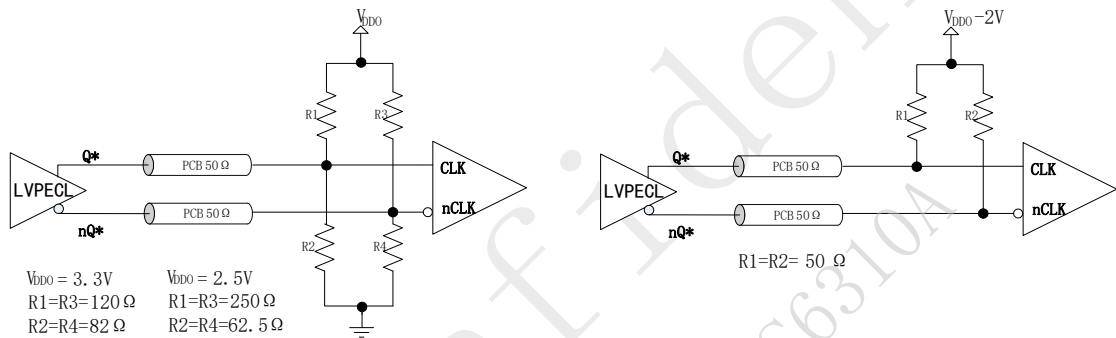 VDDO
R1
R3
Q*
PCB 50 Ω
CLK
LVPECL
nQ*
PCB 50 Ω
nCLK
R2
R4
VDDO = 3.3V
R1=R3=120 Ω
R2=R4=82 Ω
VDDO = 2.5V
R1=R3=250 Ω
R2=R4=62.5 Ω
VDDO-2V
R1
R2
Q*
PCB 50 Ω
CLK
LVPECL
nQ*
PCB 50 Ω
nCLK
R1=R2= 50 Ω